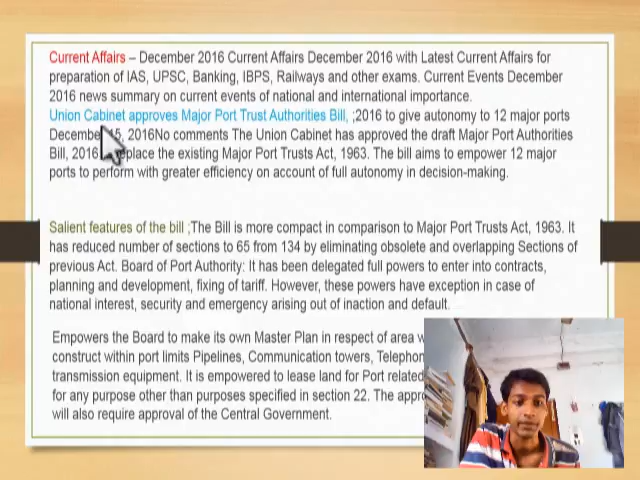 Current Affairs – December 2016 Current Affairs December 2016 with Latest Current Affairs for
preparation of IAS, UPSC, Banking, IBPS, Railways and other exams. Current Events December
2016 news summary on current events of national and international importance.
Union Cabinet approves Major Port Trust Authorities Bill, ;2016 to give autonomy to 12 major ports
December 15, 2016No comments The Union Cabinet has approved the draft Major Port Authorities
Bill, 2016 replace the existing Major Port Trusts Act, 1963. The bill aims to empower 12 major
ports to perform with greater efficiency on account of full autonomy in decision-making.
Salient features of the bill ;The Bill is more compact in comparison to Major Port Trusts Act, 1963. It
has reduced number of sections to 65 from 134 by eliminating obsolete and overlapping Sections of
previous Act. Board of Port Authority: It has been delegated full powers to enter into contracts,
planning and development, fixing of tariff. However, these powers have exception in case of
national interest, security and emergency arising out of inaction and default.
Empowers the Board to make its own Master Plan in respect of area
construct within port limits Pipelines, Communication towers,
transmission equipment. It is empowered to lease land for Port related
for any purpose other than purposes specified in section 22. The
will also require approval of the Central Government.